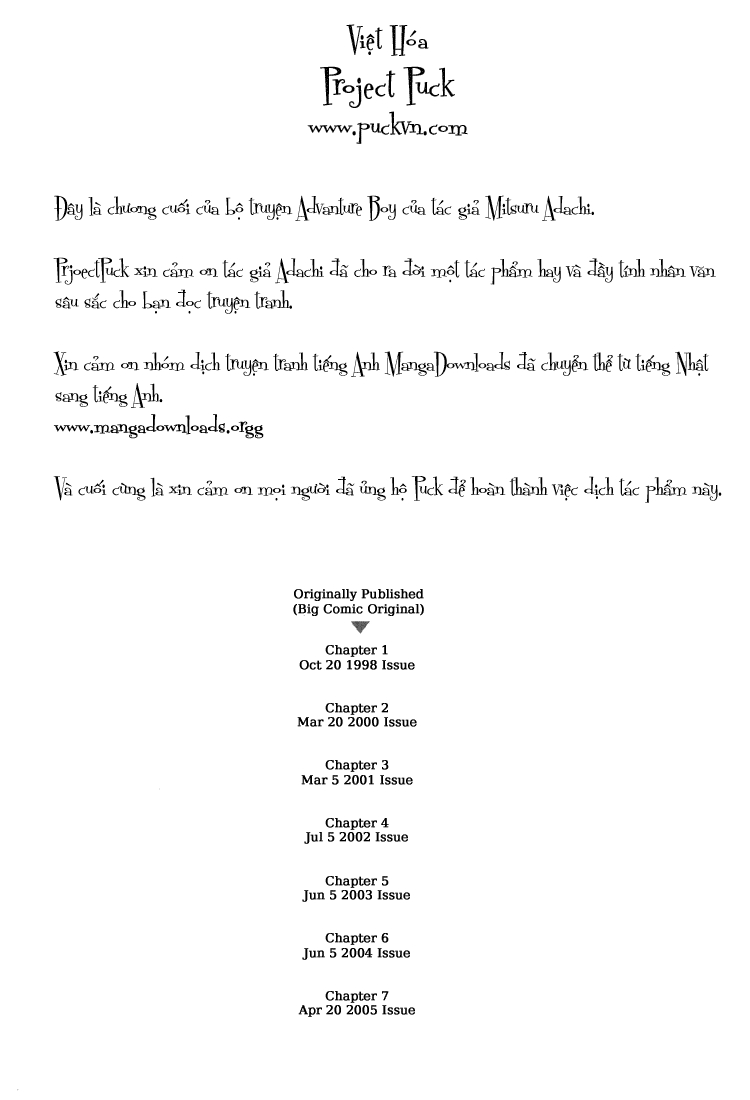 Việt Hóa
Project Puck
www.puckvn.com
Đây là chương cuối của bộ truyện Advanture Boy của tác giả Mitsuru Adachi.
PrjoectPuck xin cảm ơn tác giả Adachi đã cho ra đời một tác phẩm hay và đầy tính nhân văn
sâu sắc cho bạn đọc truyện tranh.
Xin cảm ơn nhóm dịch truyện tranh tiếng Anh MangaDownloads đã chuyển thể từ tiếng Nhật
sang tiếng Anh.
www.mangadownloads.orgg
Và cuối cùng là xin cảm ơn mọi người đã ủng hộ Puck để hoàn thành việc dịch tác phẩm này.
Originally Published
(Big Comic Original)
Chapter 1
Oct 20 1998 Issue
Chapter 2
Mar 20 2000 Issue
Chapter 3
Mar 5 2001 Issue
Chapter 4
Jul 5 2002 Issue
Chapter 5
Jun 5 2003 Issue
Chapter 6
Jun 5 2004 Issue
Chapter 7
Apr 20 2005 Issue